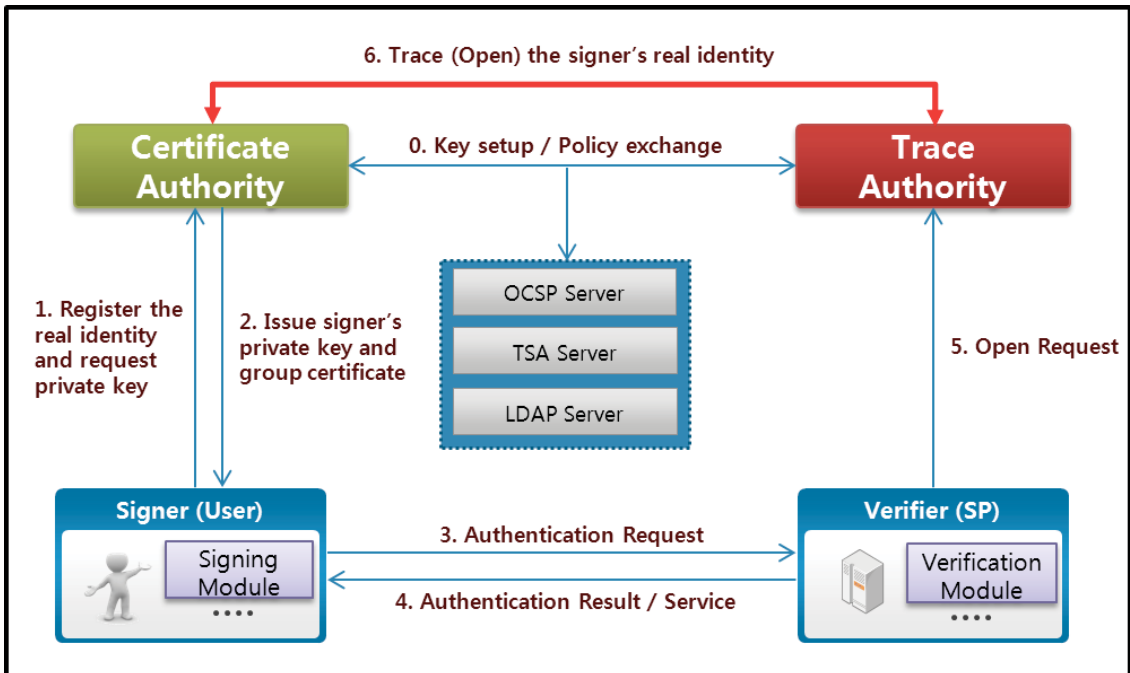 6. Trace (Open) the signer's real identity
Certificate
Authority
0. Key setup / Policy exchange
Trace
Authority
OCSP Server
TSA Server
LDAP Server
1. Register the
real identity
and request
private key
2. Issue signer's
private key and
group certificate
5. Open Request
Signer (User)
Signing
Module
••••
3. Authentication Request
4. Authentication Result / Service
Verifier (SP)
Verification
Module
••••